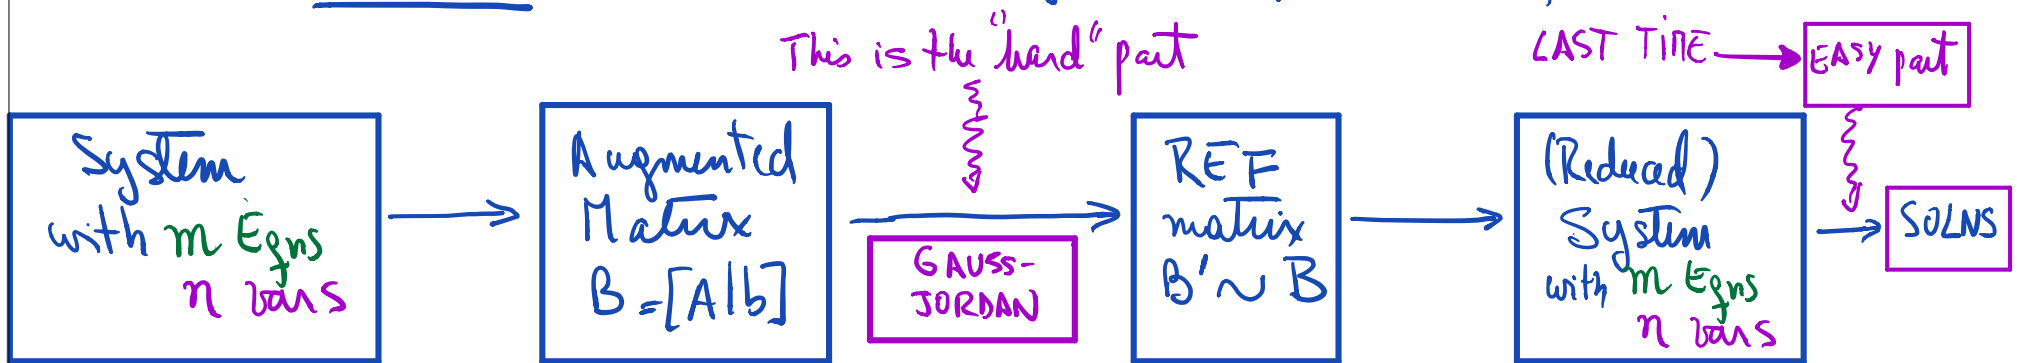 This is the "hard" part
LAST TIME → EASY part
System
with m Eqns
n vars
Augmented
Matrix
B=[A|b]
GAUSS-
JORDAN
REF
matrix
B' ~ B
(Reduced)
System
with m Eqns
n vars
SOLNS